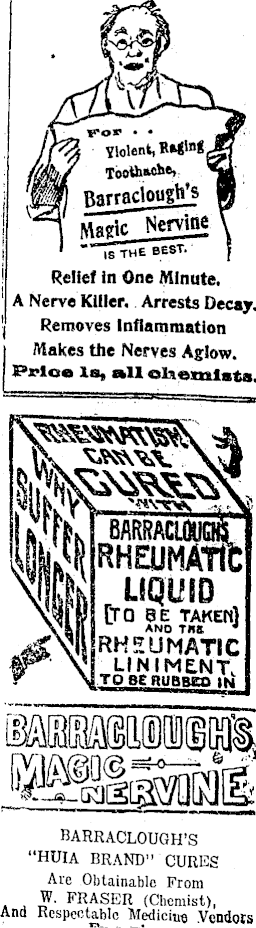 For . .
Violent, Raging
Toothache,
Barraclough's
Magic Nervine
IS THE BEST.
Relief in One Minute.
A Nerve Killer. Arrests Decay.
Removes Inflammation
Makes the Nerves Aglow.
Price 1s, all chemists.
RHEUMATISM
CAN BE
CURED
WITH
WHY
SUFFER
LONGER
BARRACLOUGH'S
RHEUMATIC
LIQUID
[TO BE TAKEN]
AND THE
RHEUMATIC
LINIMENT
TO BE RUBBED IN
BARRACLOUGH'S
MAGIC
NERVINE
BARRACLOUGH'S
"HUIA BRAND" CURES
Are Obtainable From
W. FRASER (Chemist),
And Respectable Medicine Vendors